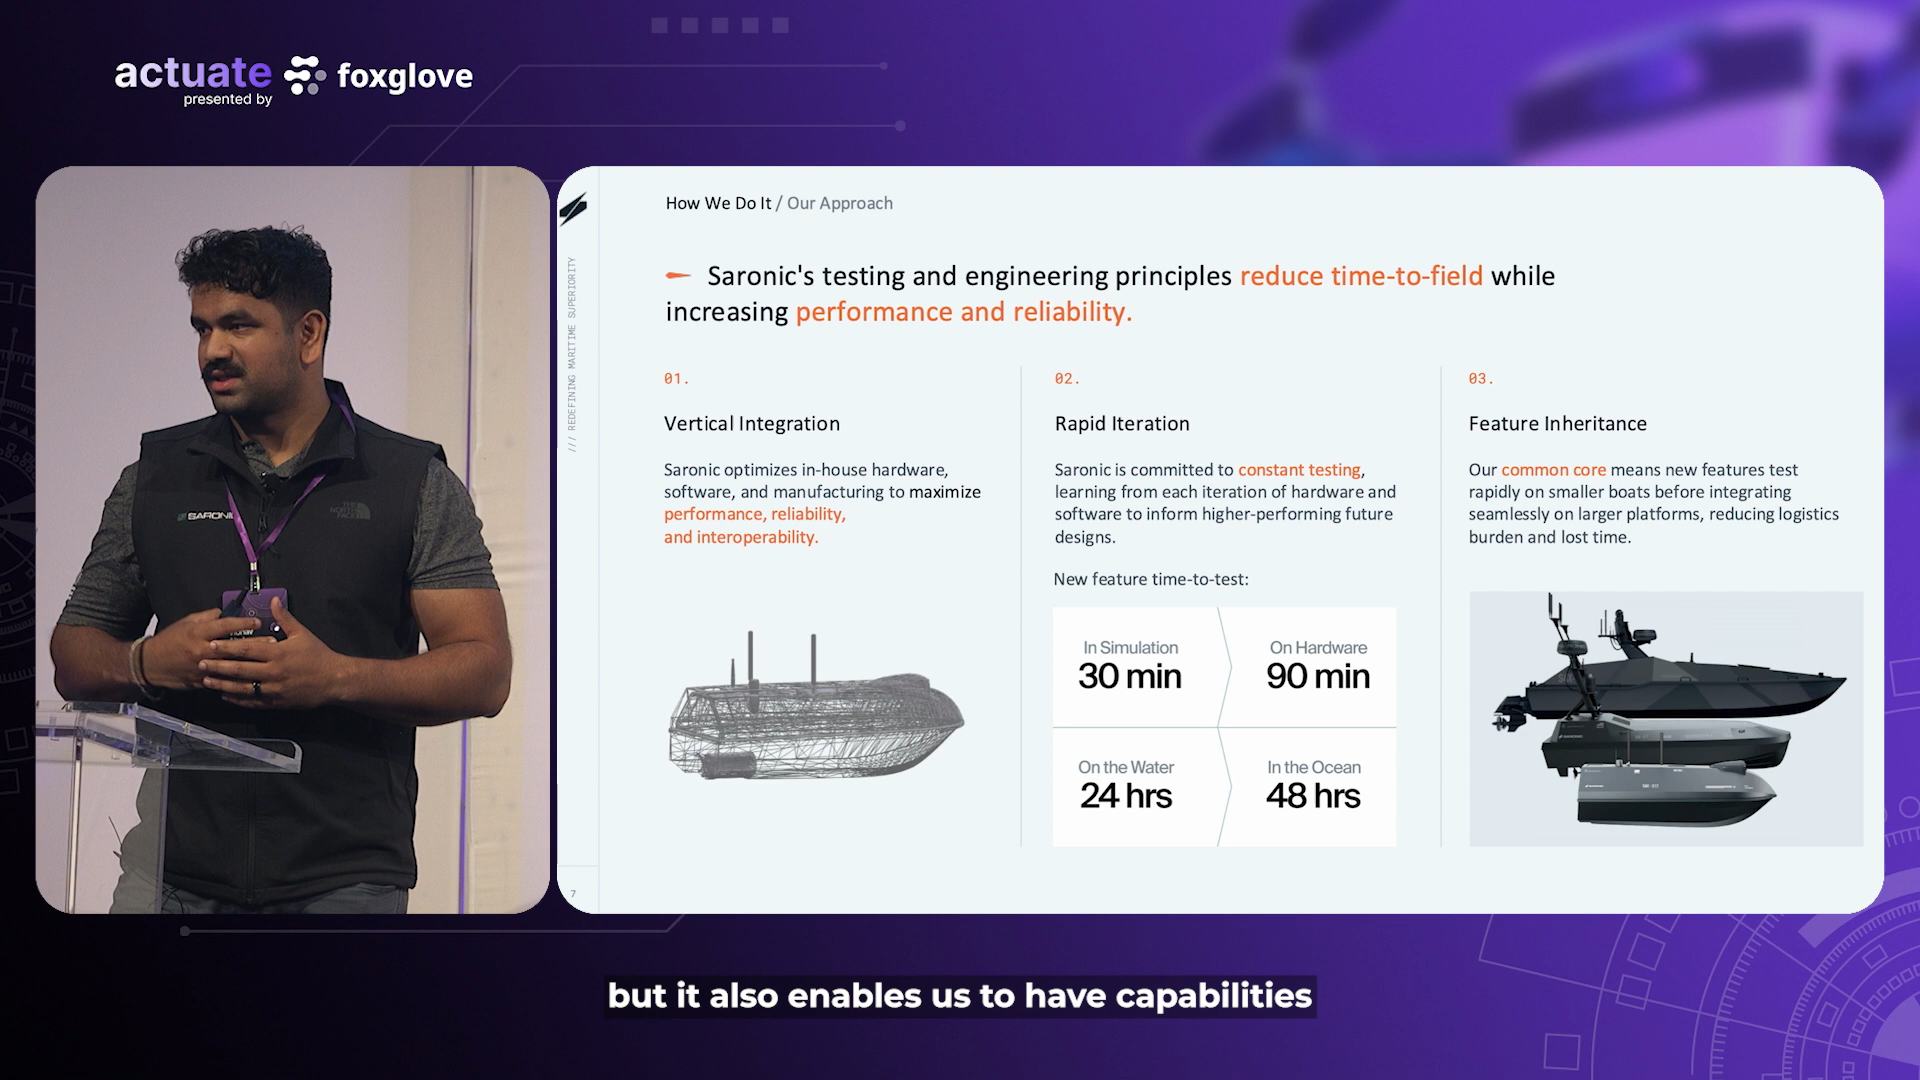 actuate
presented by
foxglove
How We Do It / Our Approach
/// REDEFINING MARITIME SUPERIORITY
Saronic's testing and engineering principles reduce time-to-field while
increasing performance and reliability.
01.
Vertical Integration
Saronic optimizes in-house hardware,
software, and manufacturing to maximize
performance, reliability,
and interoperability.
02.
Rapid Iteration
Saronic is committed to constant testing,
learning from each iteration of hardware and
software to inform higher-performing future
designs.
New feature time-to-test:
In Simulation
30 min
On Hardware
90 min
On the Water
24 hrs
In the Ocean
48 hrs
03.
Feature Inheritance
Our common core means new features test
rapidly on smaller boats before integrating
seamlessly on larger platforms, reducing logistics
burden and lost time.
7
SARONIC
THE
NORTH
FACE
but it also enables us to have capabilities